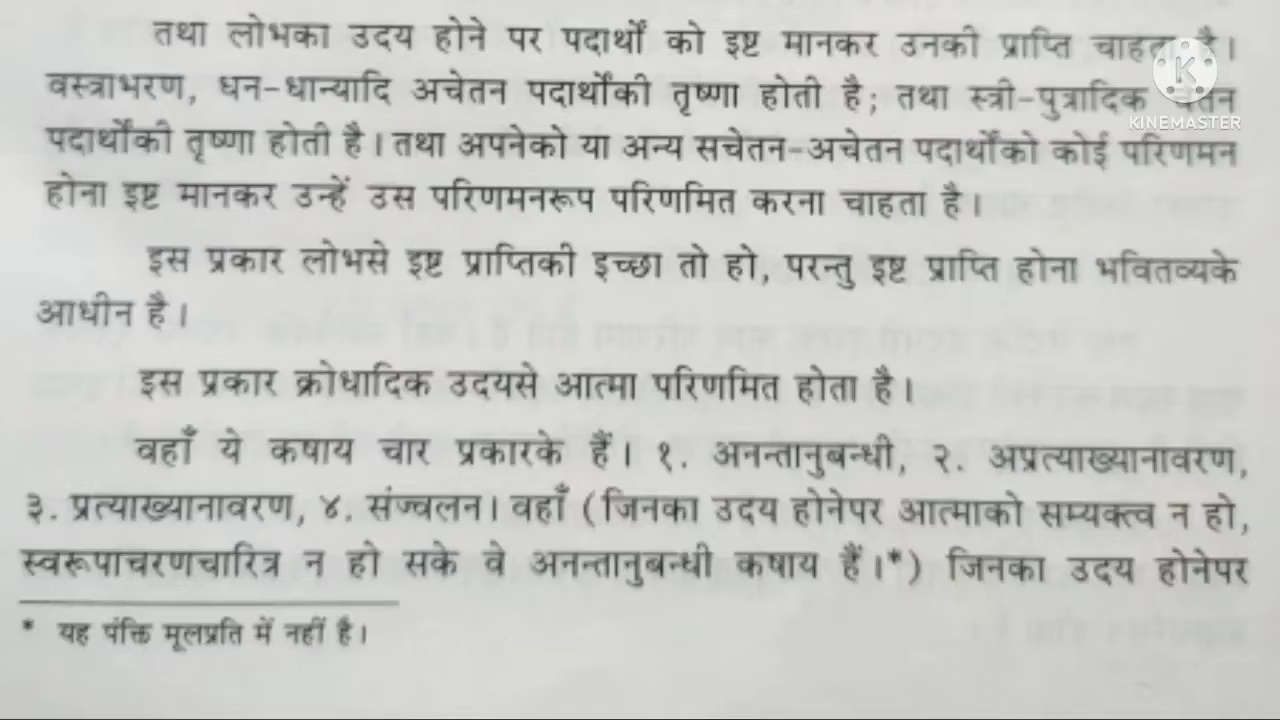 तथा लोभका उदय होने पर पदार्थों को इष्ट मानकर उनकी प्राप्ति चाहता है।
वस्त्राभरण, धन-धान्यादि अचेतन पदार्थोंकी तृष्णा होती है; तथा स्त्री-पुत्रादिक चेतन
पदार्थोंकी तृष्णा होती है। तथा अपनेको या अन्य सचेतन-अचेतन पदार्थोंको कोई परिणमन
होना इष्ट मानकर उन्हें उस परिणमनरूप परिणमित करना चाहता है।
इस प्रकार लोभसे इष्ट प्राप्तिकी इच्छा तो हो, परन्तु इष्ट प्राप्ति होना भवितव्यके
आधीन है।
इस प्रकार क्रोधादिक उदयसे आत्मा परिणमित होता है।
वहाँ ये कषाय चार प्रकारके हैं। १. अनन्तानुबन्धी, २. अप्रत्याख्यानावरण,
३. प्रत्याख्यानावरण, ४. संज्वलन। वहाँ (जिनका उदय होनेपर आत्माको सम्यक्त्व न हो,
स्वरूपाचरणचारित्र न हो सके वे अनन्तानुबन्धी कषाय हैं।*) जिनका उदय होनेपर
* यह पंक्ति मूलप्रति में नहीं है।
K
KINEMASTER